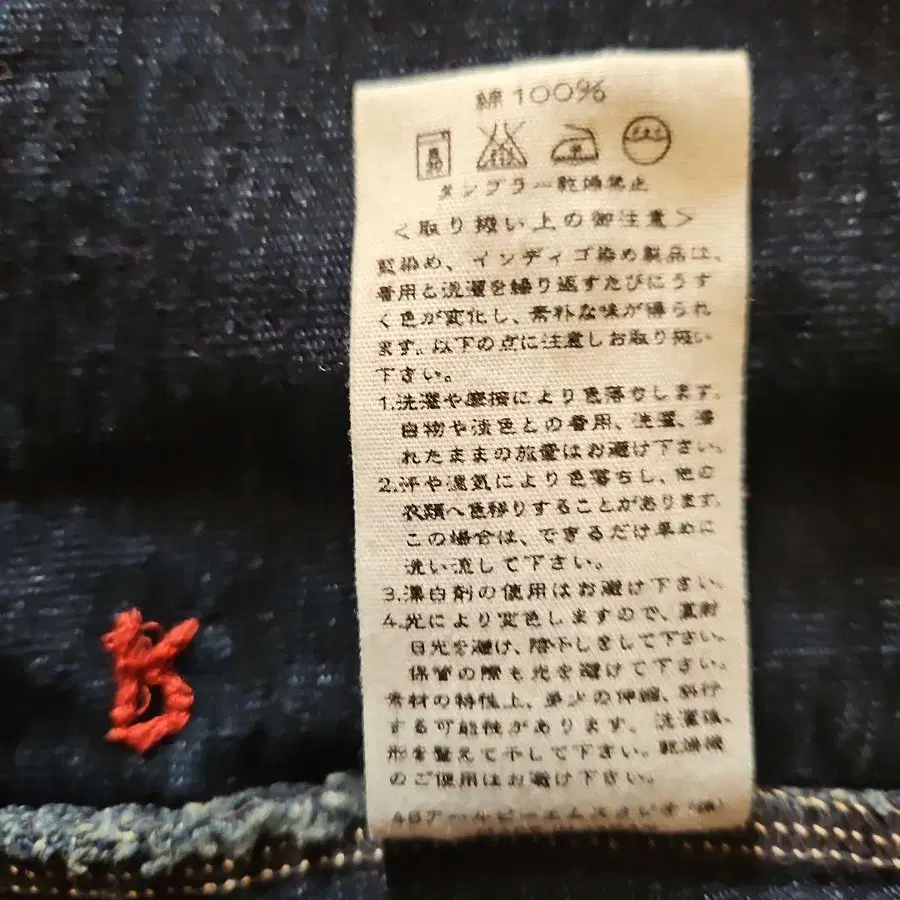 綿100%
タンブラー乾燥禁止
<取り扱い上の御注意>
藍染め、インディゴ染め製品は、
着用と洗濯を繰り返すたびにうす
く色が変化し、素朴な味が得られ
ます。以下の点に注意しお取り扱い
下さい。
1.洗濯や摩擦により色落ちします。
白物や淡色との着用、洗濯、濡
れたままの放置はお避け下さい。
2.汗や湿気により色落ちし、他の
衣類へ色移りすることがあります。
この場合は、できるだけ早めに
洗い流して下さい。
3.漂白剤の使用はお避け下さい。
4.光により変色しますので、直射
日光を避け、陰干しをして下さい。
保管の際も光を避けて下さい。
素材の特性上、多少の伸縮、斜行
する可能性があります。洗濯後、
形を整えて干して下さい。乾燥機
のご使用はお避け下さい。
45アールピーエムスタジオ(株)